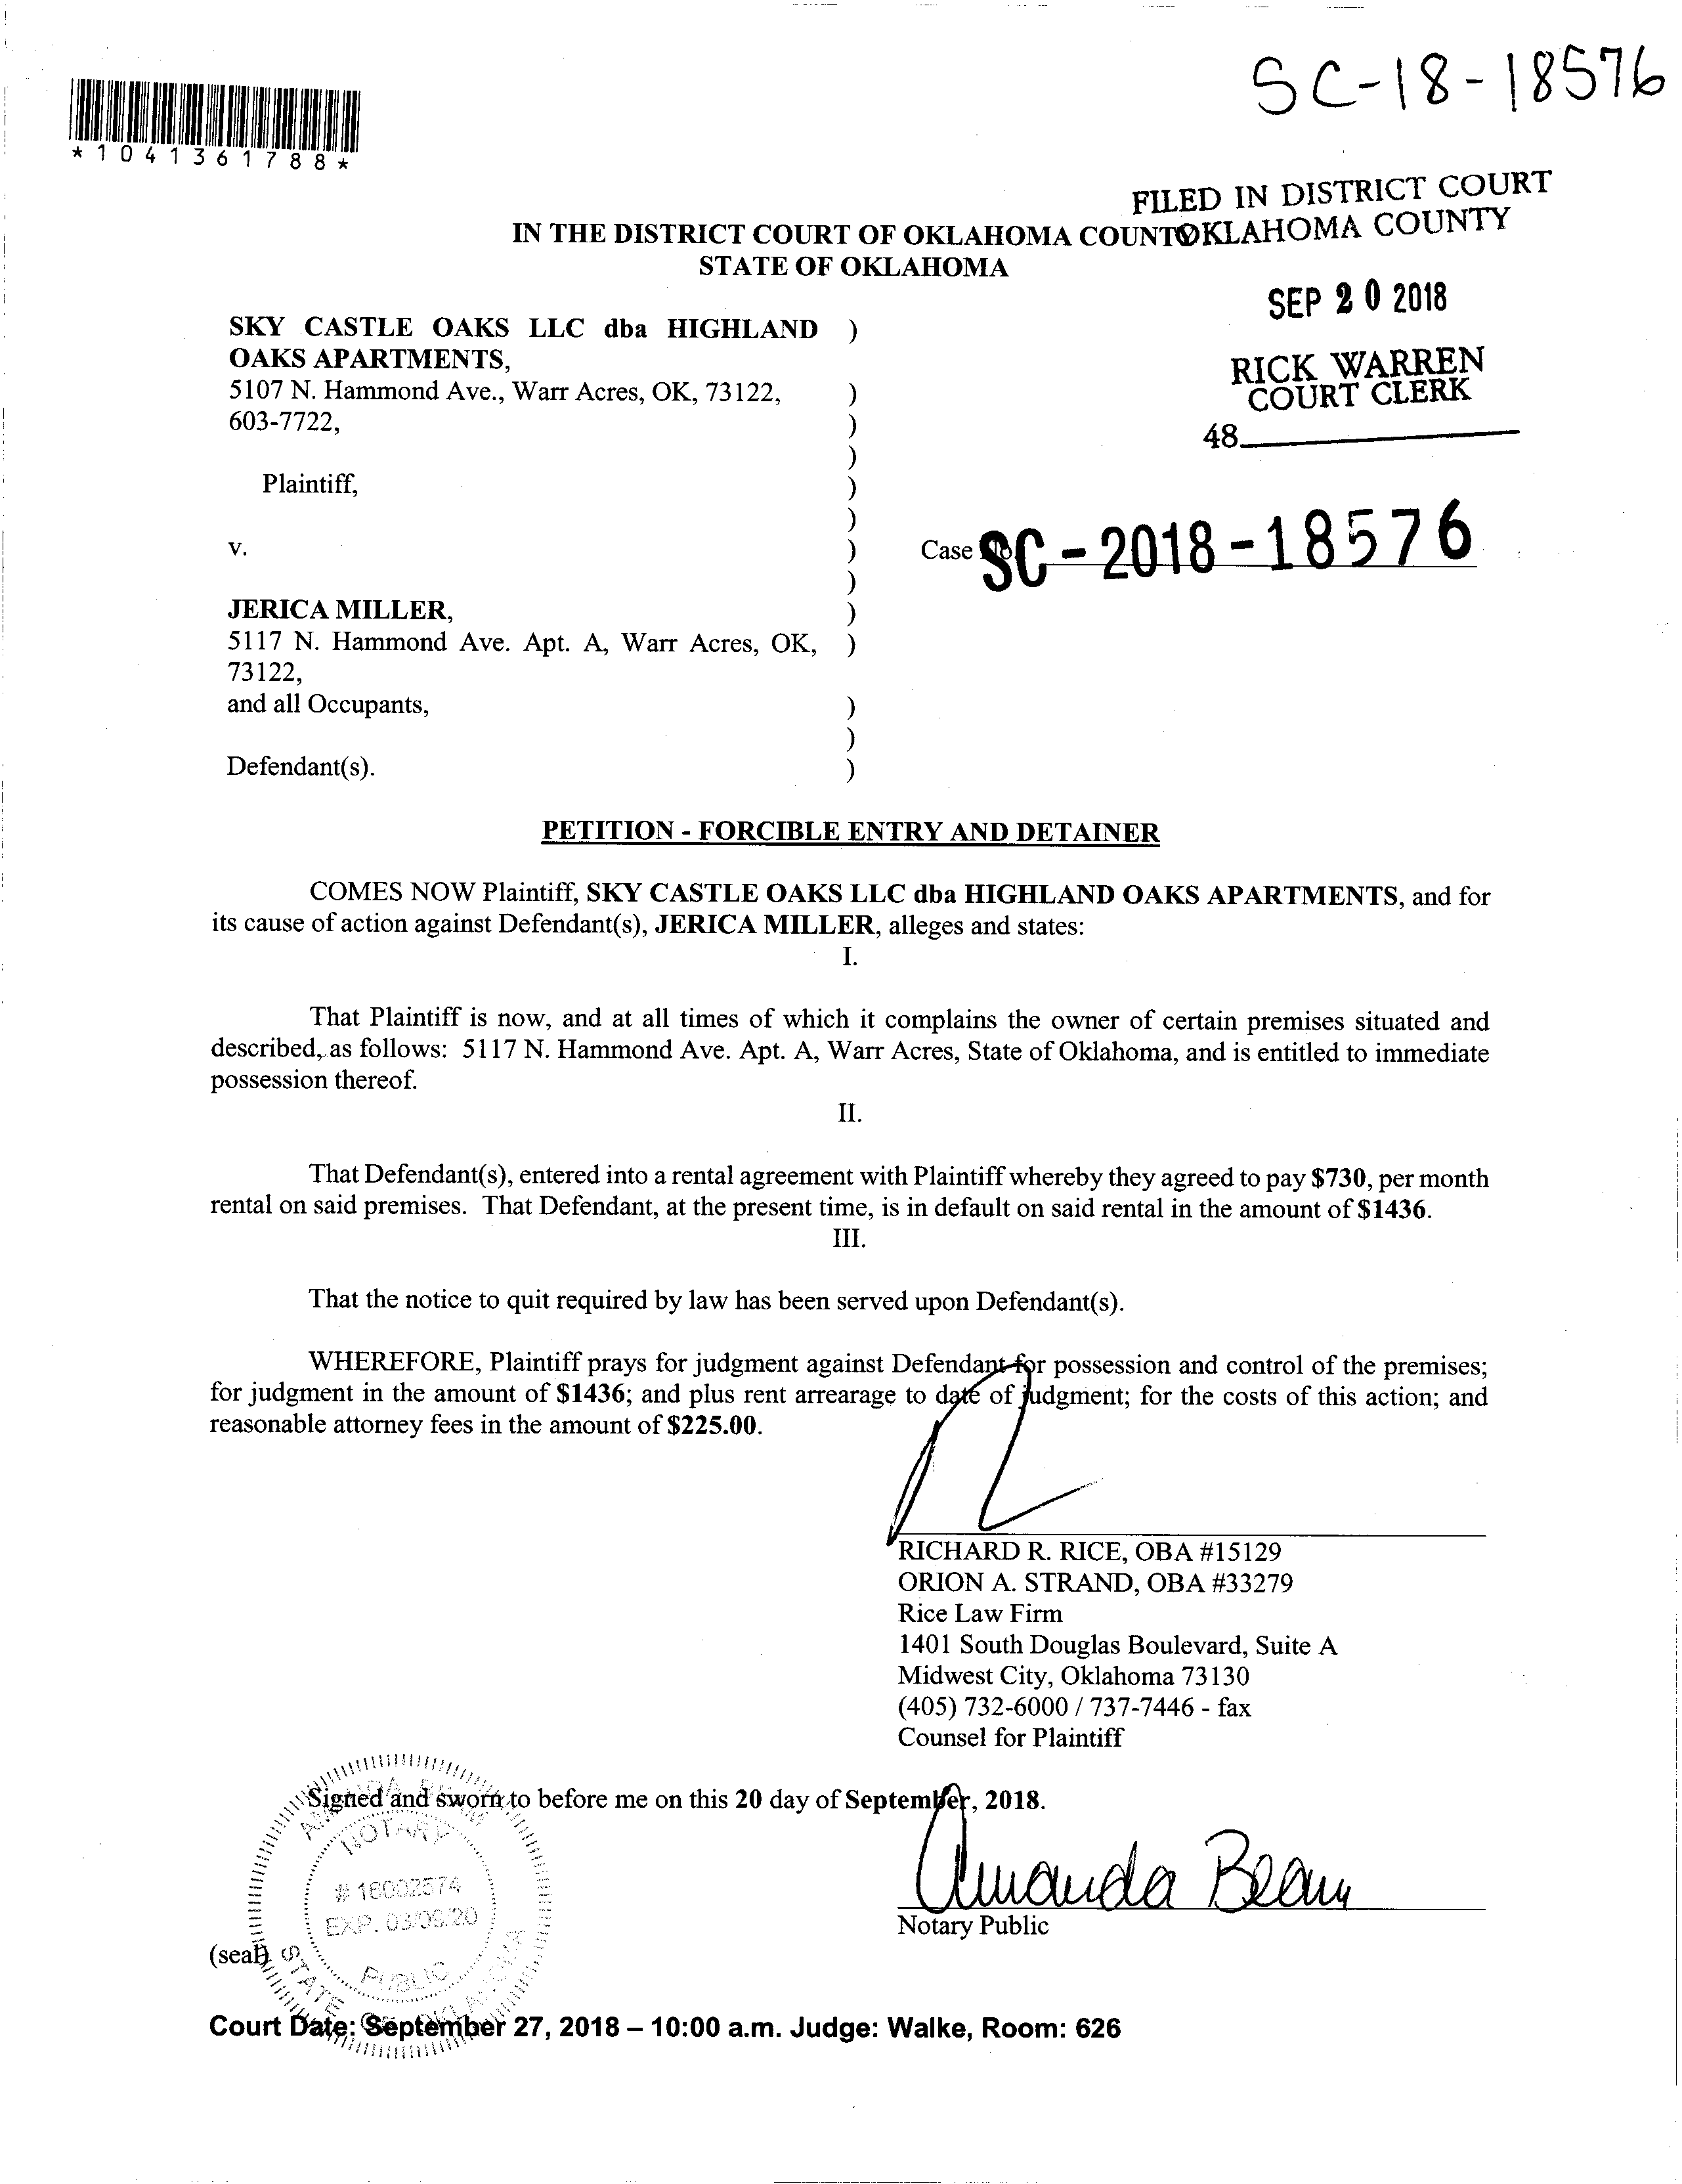 SC-18-18576
*1041361788*
FILED IN DISTRICT COURT
OKLAHOMA COUNTY
IN THE DISTRICT COURT OF OKLAHOMA COUNTY
STATE OF OKLAHOMA
SEP 20 2018
RICK WARREN
COURT CLERK
48
SKY CASTLE OAKS LLC dba HIGHLAND )
OAKS APARTMENTS,
5107 N. Hammond Ave., Warr Acres, OK, 73122, )
603-7722, )
)
Plaintiff, )
)
v. ) Case No. SC-2018-18576
)
JERICA MILLER, )
5117 N. Hammond Ave. Apt. A, Warr Acres, OK, )
73122,
and all Occupants, )
)
Defendant(s). )
PETITION - FORCIBLE ENTRY AND DETAINER
COMES NOW Plaintiff, SKY CASTLE OAKS LLC dba HIGHLAND OAKS APARTMENTS, and for
its cause of action against Defendant(s), JERICA MILLER, alleges and states:
I.
That Plaintiff is now, and at all times of which it complains the owner of certain premises situated and
described, as follows: 5117 N. Hammond Ave. Apt. A, Warr Acres, State of Oklahoma, and is entitled to immediate
possession thereof.
II.
That Defendant(s), entered into a rental agreement with Plaintiff whereby they agreed to pay $730, per month
rental on said premises. That Defendant, at the present time, is in default on said rental in the amount of $1436.
III.
That the notice to quit required by law has been served upon Defendant(s).
WHEREFORE, Plaintiff prays for judgment against Defendant for possession and control of the premises;
for judgment in the amount of $1436; and plus rent arrearage to date of judgment; for the costs of this action; and
reasonable attorney fees in the amount of $225.00.
RICHARD R. RICE, OBA #15129
ORION A. STRAND, OBA #33279
Rice Law Firm
1401 South Douglas Boulevard, Suite A
Midwest City, Oklahoma 73130
(405) 732-6000 / 737-7446 - fax
Counsel for Plaintiff
Signed and sworn to before me on this 20 day of September, 2018.
NOTARY
# 16002574
EXP. 03/09/20
PUBLIC
STATE OF OKLAHOMA
Amanda Beam
Notary Public
(seal)
Court Date: September 27, 2018 – 10:00 a.m. Judge: Walke, Room: 626